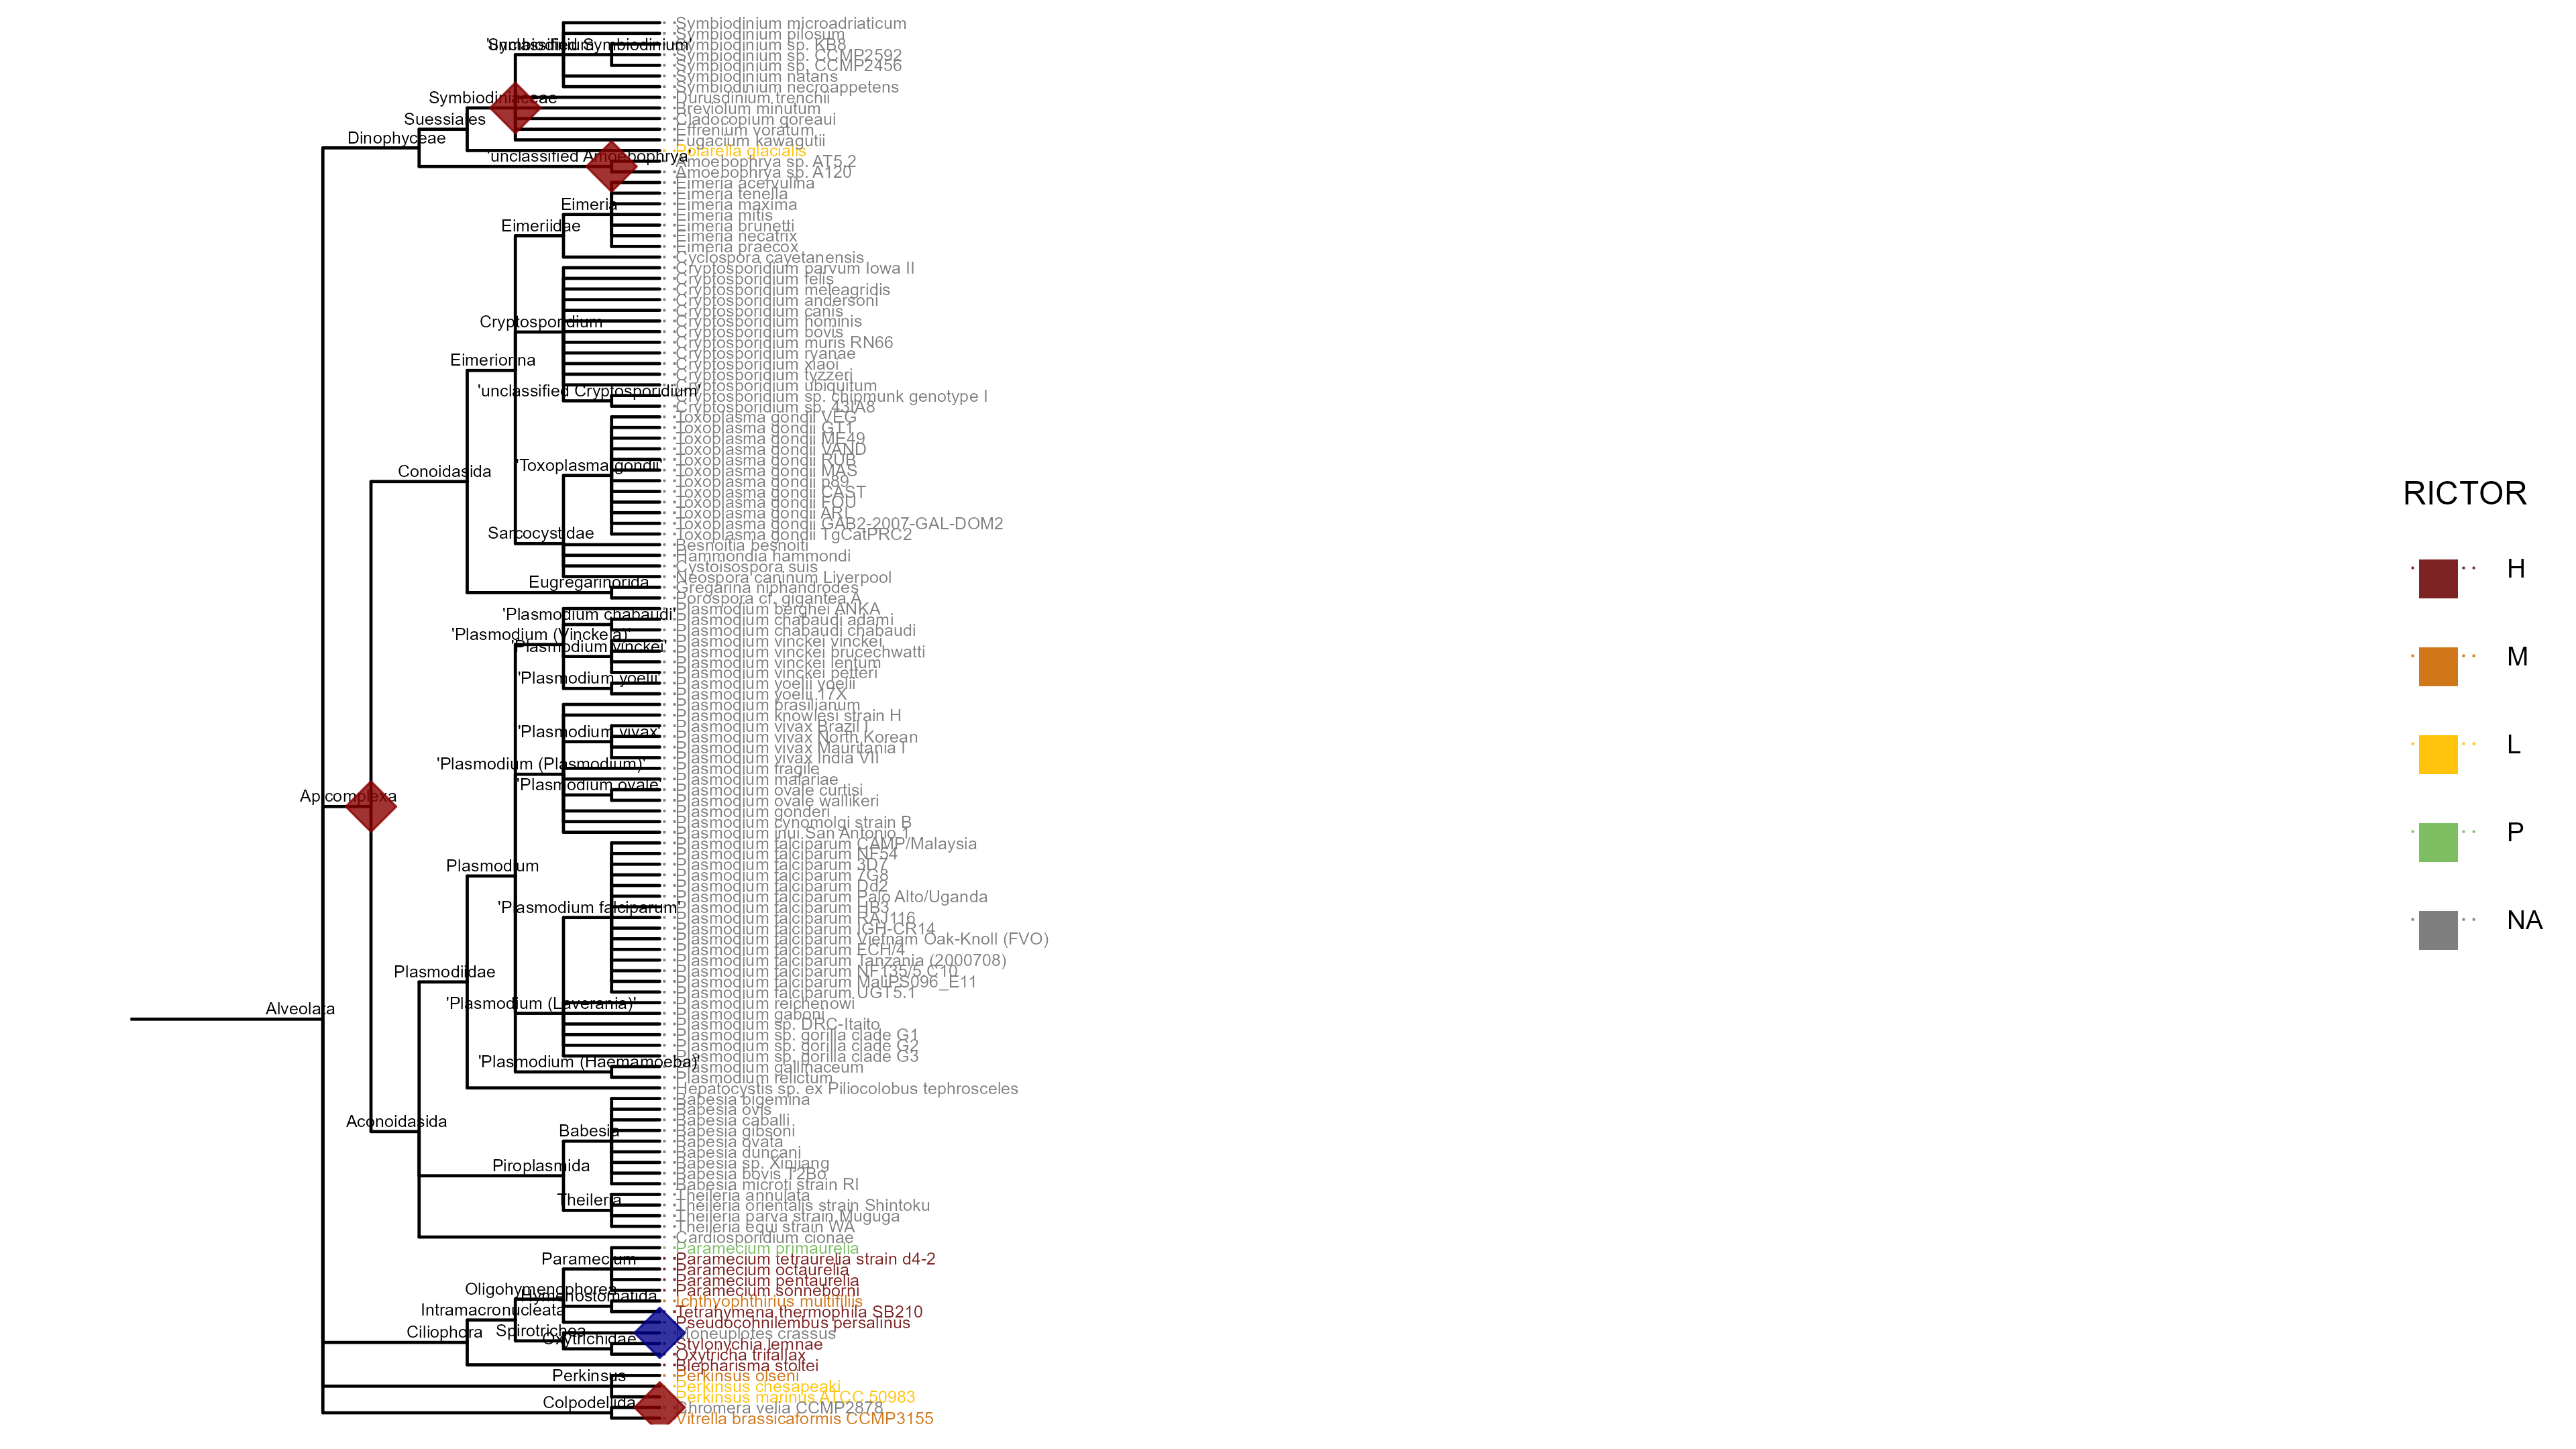 Symbiodinium microadriaticum
Symbiodinium pilosum
'unclassified Symbiodinium'
Symbiodinium sp. KB8
Symbiodinium sp. CCMP2592
Symbiodinium sp. CCMP2456
Symbiodinium natans
Symbiodinium necroappetens
Symbiodiniaceae
Durusdinium trenchii
Breviolum minutum
Suessiales
Cladocopium goreaui
Effrenium voratum
Dinophyceae
Fugacium kawagutii
Polarella glacialis
'unclassified Amoebophrya'
Amoebophrya sp. AT5.2
Amoebophrya sp. A120
Eimeria acervulina
Eimeria tenella
Eimeria
Eimeria maxima
Eimeria mitis
Eimeriidae
Eimeria brunetti
Eimeria necatrix
Eimeria praecox
Cyclospora cayetanensis
Cryptosporidium parvum Iowa II
Cryptosporidium felis
Cryptosporidium meleagridis
Cryptosporidium andersoni
Cryptosporidium canis
Cryptosporidium
Cryptosporidium hominis
Cryptosporidium bovis
Cryptosporidium muris RN66
Cryptosporidium ryanae
Eimeriorina
Cryptosporidium xiaoi
Cryptosporidium tyzzeri
Cryptosporidium ubiquitum
'unclassified Cryptosporidium'
Cryptosporidium sp. chipmunk genotype I
Cryptosporidium sp. 43IA8
Toxoplasma gondii VEG
Toxoplasma gondii GT1
Toxoplasma gondii ME49
Toxoplasma gondii VAND
Toxoplasma gondii RUB
'Toxoplasma gondii'
Toxoplasma gondii MAS
Conoidasida
Toxoplasma gondii p89
Toxoplasma gondii CAST
Toxoplasma gondii FOU
Toxoplasma gondii ARI
Toxoplasma gondii GAB2-2007-GAL-DOM2
Toxoplasma gondii TgCatPRC2
Sarcocystidae
Besnoitia besnoiti
Hammondia hammondi
Cystoisospora suis
Neospora caninum Liverpool
Eugregarinorida
Gregarina niphandrodes
Porospora cf. gigantea A
Plasmodium berghei ANKA
'Plasmodium chabaudi'
Plasmodium chabaudi adami
Plasmodium chabaudi chabaudi
'Plasmodium (Vinckeia)'
Plasmodium vinckei vinckei
'Plasmodium vinckei'
Plasmodium vinckei brucechwatti
Plasmodium vinckei lentum
Plasmodium vinckei petteri
'Plasmodium yoelii'
Plasmodium yoelii yoelii
Plasmodium yoelii 17X
Plasmodium brasilianum
Plasmodium knowlesi strain H
Plasmodium vivax Brazil I
'Plasmodium vivax'
Plasmodium vivax North Korean
Plasmodium vivax Mauritania I
Plasmodium vivax India VII
'Plasmodium (Plasmodium)'
Plasmodium fragile
Plasmodium malariae
'Plasmodium ovale'
Plasmodium ovale curtisi
Apicomplexa
Plasmodium ovale wallikeri
Plasmodium gonderi
Plasmodium cynomolgi strain B
Plasmodium inui San Antonio 1
Plasmodium falciparum CAMP/Malaysia
Plasmodium falciparum NF54
Plasmodium
Plasmodium falciparum 3D7
Plasmodium falciparum 7G8
Plasmodium falciparum Dd2
Plasmodium falciparum Palo Alto/Uganda
'Plasmodium falciparum'
Plasmodium falciparum HB3
Plasmodium falciparum RAJ116
Plasmodium falciparum IGH-CR14
Plasmodium falciparum Vietnam Oak-Knoll (FVO)
Plasmodium falciparum FCH/4
Plasmodium falciparum Tanzania (2000708)
Plasmodiidae
Plasmodium falciparum NF135/5.C10
Plasmodium falciparum MaliPS096_E11
Plasmodium falciparum UGT5.1
'Plasmodium (Laverania)'
Plasmodium reichenowi
Alveolata
Plasmodium gaboni
Plasmodium sp. DRC-Itaito
Plasmodium sp. gorilla clade G1
Plasmodium sp. gorilla clade G2
Plasmodium sp. gorilla clade G3
'Plasmodium (Haemamoeba)'
Plasmodium gallinaceum
Plasmodium relictum
Hepatocystis sp. ex Piliocolobus tephrosceles
Babesia bigemina
Babesia ovis
Aconoidasida
Babesia caballi
Babesia
Babesia gibsoni
Babesia ovata
Babesia duncani
Piroplasmida
Babesia sp. Xinjiang
Babesia bovis T2Bo
Babesia microti strain RI
Theileria
Theileria annulata
Theileria orientalis strain Shintoku
Theileria parva strain Muguga
Theileria equi strain WA
Cardiosporidium cionae
Paramecium primaurelia
Paramecium
Paramecium tetraurelia strain d4-2
Paramecium octaurelia
Paramecium pentaurelia
Oligohymenophorea
Paramecium sonneborni
Hymenostomatida
Ichthyophthirius multifiliis
Intramacronucleata
Tetrahymena thermophila SB210
Pseudocohnilembus persalinus
Ciliophora
Spirotrichea
Moneuplotes crassus
Oxytrichidae
Stylonychia lemnae
Oxytricha trifallax
Blepharisma stoltei
Perkinsus
Perkinsus olseni
Perkinsus chesapeaki
Perkinsus marinus ATCC 50983
Colpodellida
Chromera velia CCMP2878
Vitrella brassicaformis CCMP3155
RICTOR
H
M
L
P
NA